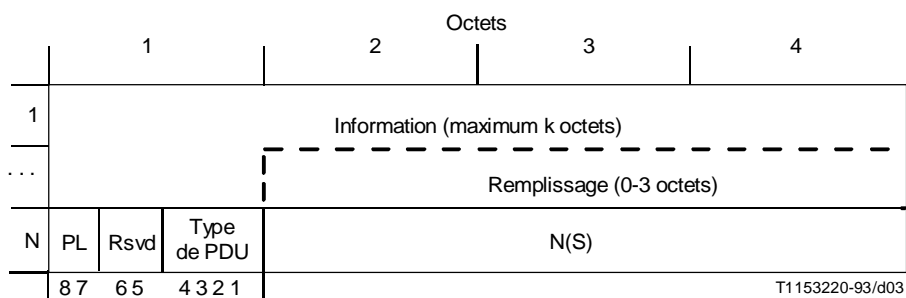 Octets
1 2 3 4
1
Information (maximum k octets)
...
Remplissage (0-3 octets)
N PL Rsvd Type de PDU N(S)
8 7 6 5 4 3 2 1
T1153220-93/d03